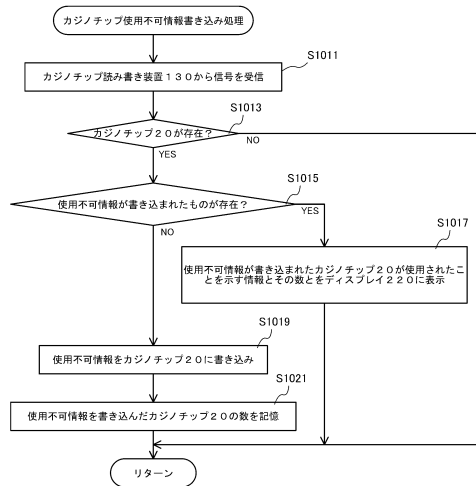 カジノチップ使用不可情報書き込み処理
S1011
カジノチップ読み書き装置１３０から信号を受信
S1013
カジノチップ２０が存在？
NO
YES
S1015
使用不可情報が書き込まれたものが存在？
YES
NO
S1017
使用不可情報が書き込まれたカジノチップ２０が使用されたこ
とを示す情報とその数とをディスプレイ２２０に表示
S1019
使用不可情報をカジノチップ２０に書き込み
S1021
使用不可情報を書き込んだカジノチップ２０の数を記憶
リターン